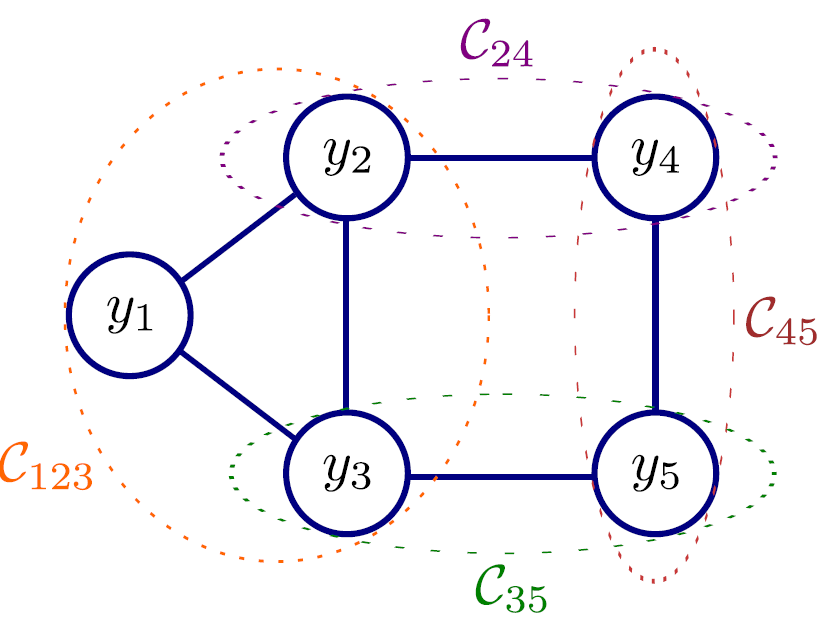 C₂₄
y₂
y₄
y₁
C₄₅
C₁₂₃
y₃
y₅
C₃₅